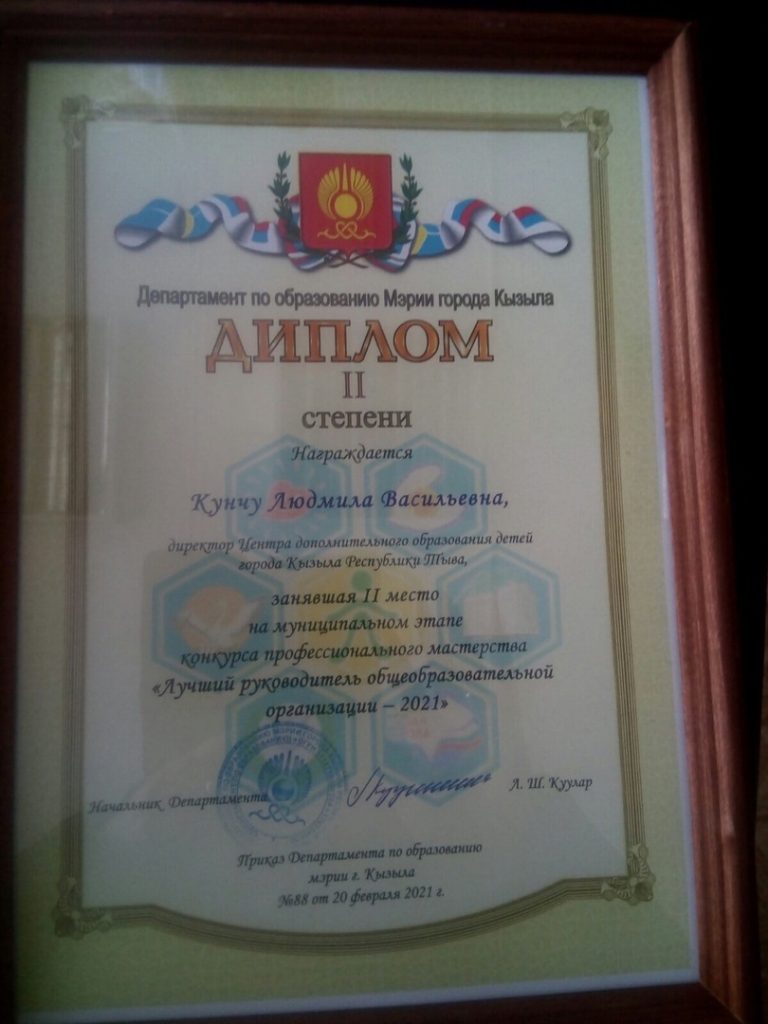 Департамент по образованию Мэрии города Кызыла
ДИПЛОМ
II
степени
Награждается
Кунчу Людмила Васильевна,
директор Центра дополнительного образования детей
города Кызыла Республики Тыва,
занявшая II место
на муниципальном этапе
конкурса профессионального мастерства
«Лучший руководитель общеобразовательной
организации – 2021»
Начальник Департамента
Л. Ш. Куулар
Приказ Департамента по образованию
мэрии г. Кызыла
№88 от 20 февраля 2021 г.